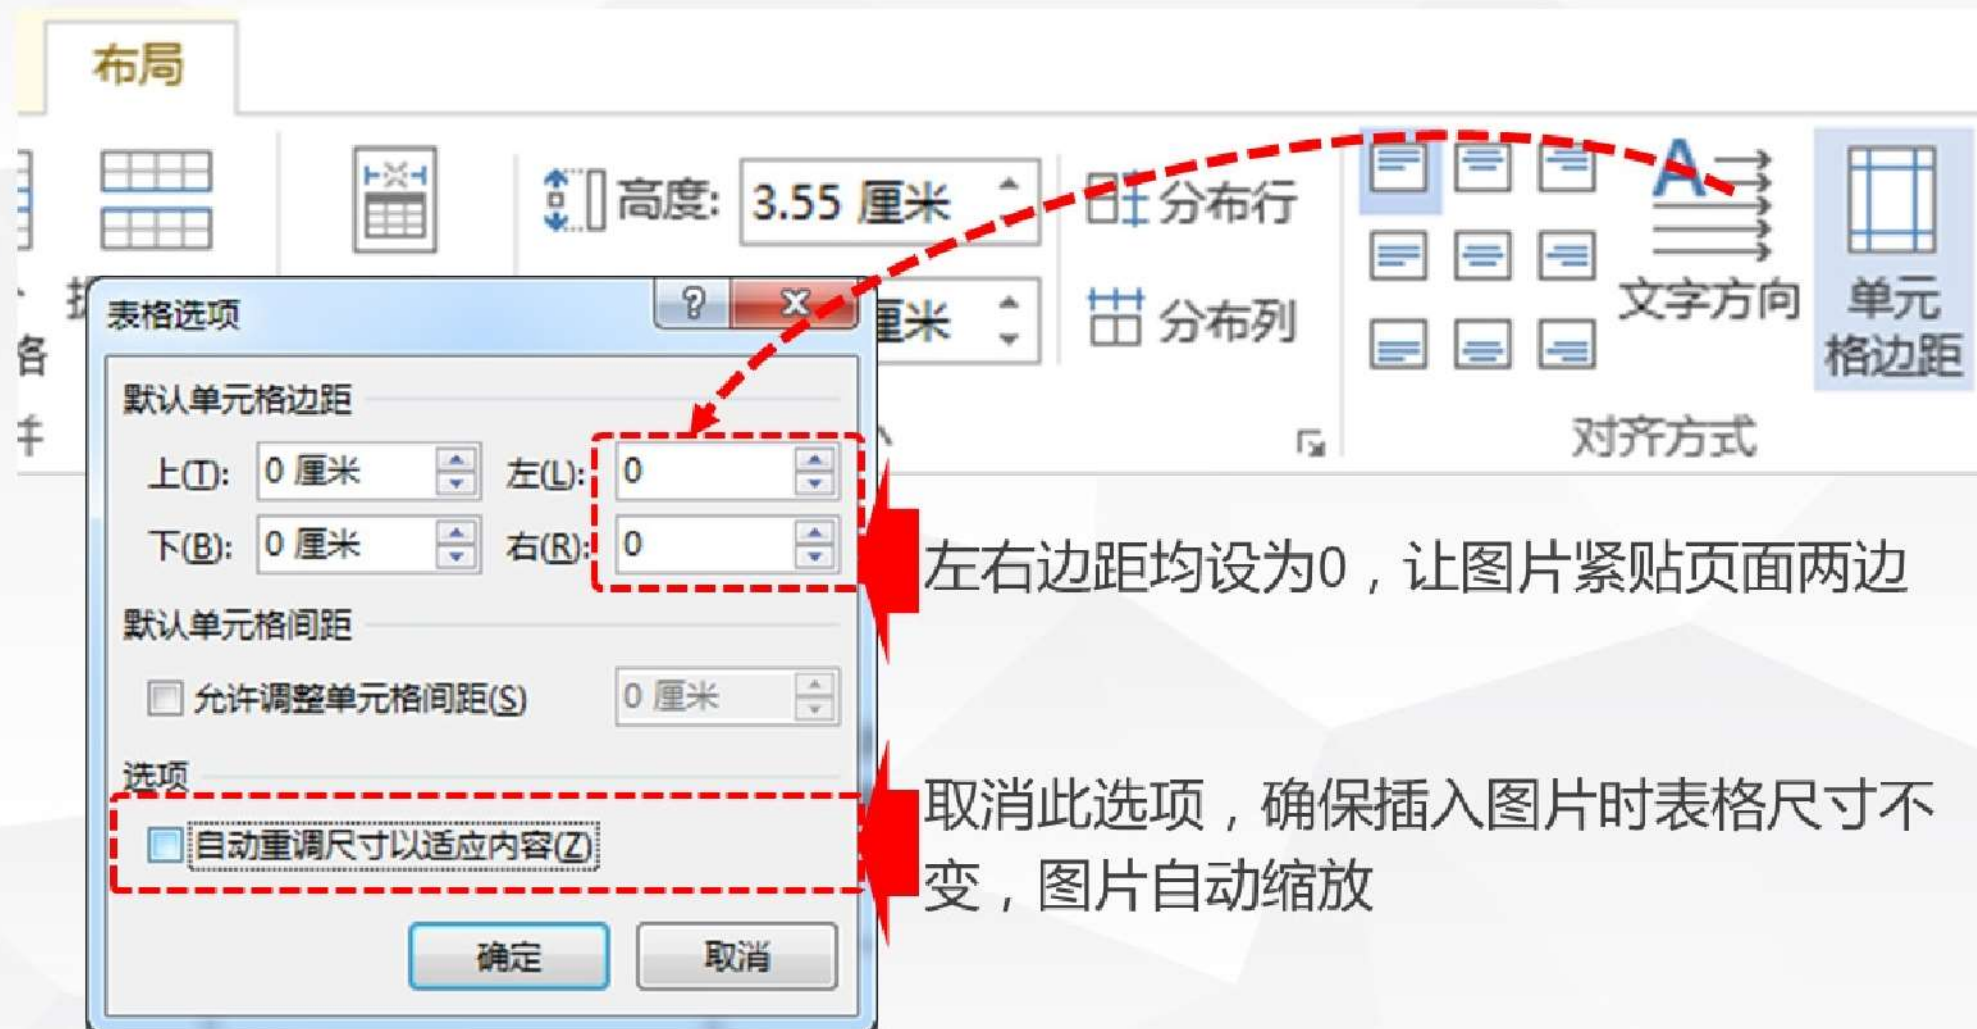 布局
高度: 3.55 厘米
分布行
厘米
分布列
文字方向
单元
格边距
格
对齐方式
表格选项
默认单元格边距
上(T): 0 厘米 左(L): 0
下(B): 0 厘米 右(R): 0
左右边距均设为0，让图片紧贴页面两边
默认单元格间距
允许调整单元格间距(S) 0 厘米
选项
自动重调尺寸以适应内容(Z)
取消此选项，确保插入图片时表格尺寸不
变，图片自动缩放
确定 取消